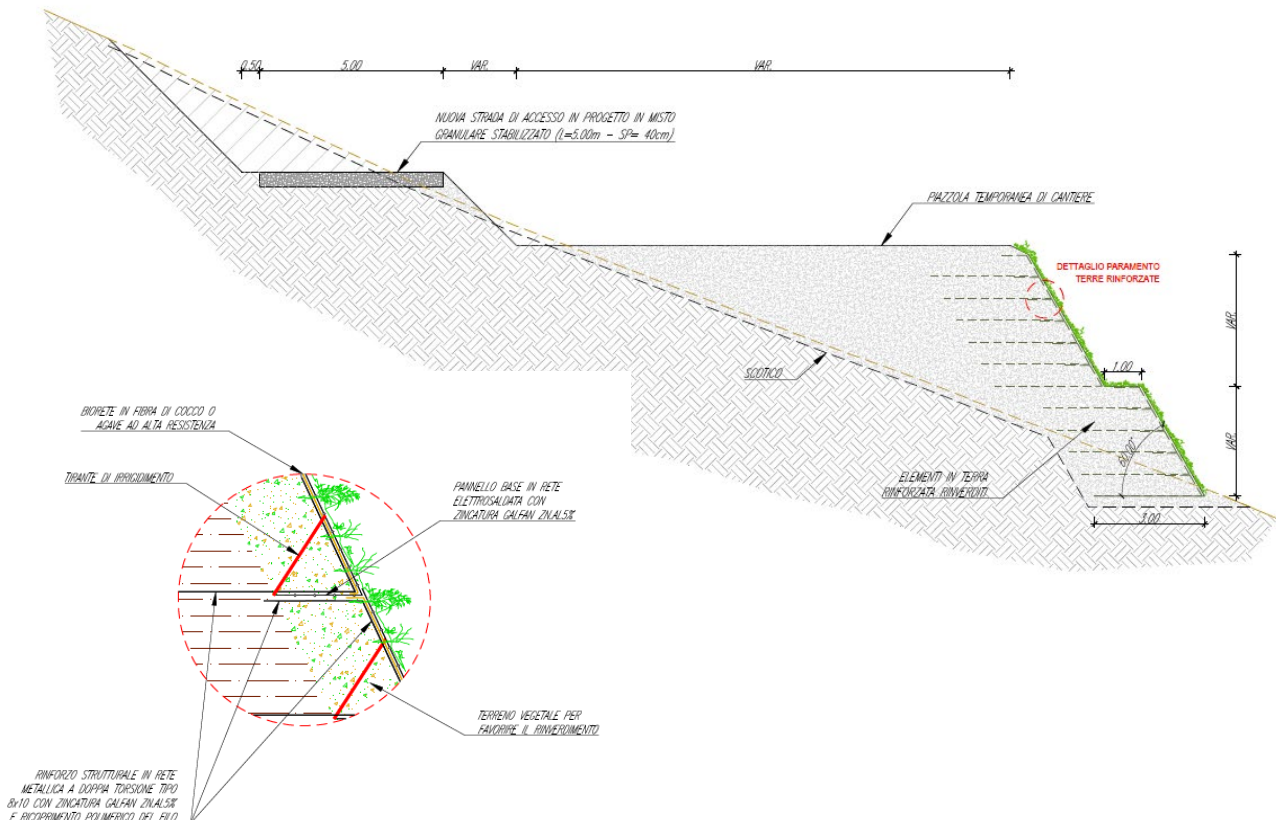 0.50
5.00
VAR.
VAR.
NUOVA STRADA DI ACCESSO IN PROGETTO IN MISTO
GRANULARE STABILIZZATO (L=5.00m - SP= 40cm)
PIAZZOLA TEMPORANEA DI CANTIERE
DETTAGLIO PARAMENTO
TERRE RINFORZATE
VAR.
SCOTICO
1.00
VAR.
60.00°
ELEMENTI IN TERRA
RINFORZATA RINVERDITI
3.00
BIORETE IN FIBRA DI COCCO O
AGAVE AD ALTA RESISTENZA
TIRANTE DI IRRIGIDIMENTO
PANNELLO BASE IN RETE
ELETTROSALDATA CON
ZINCATURA GALFAN ZN.AL5%
TERRENO VEGETALE PER
FAVORIRE IL RINVERDIMENTO
RINFORZO STRUTTURALE IN RETE
METALLICA A DOPPIA TORSIONE TIPO
8x10 CON ZINCATURA GALFAN ZN.AL5%
E RICOPRIMENTO POLIMERICO DEL FILO